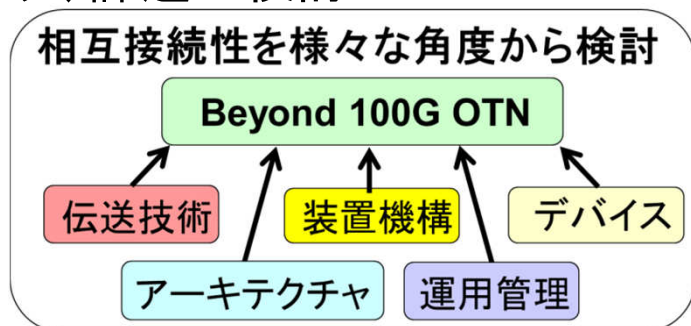 相互接続性を様々な角度から検討
Beyond 100G OTN
伝送技術
装置機構
デバイス
アーキテクチャ
運用管理